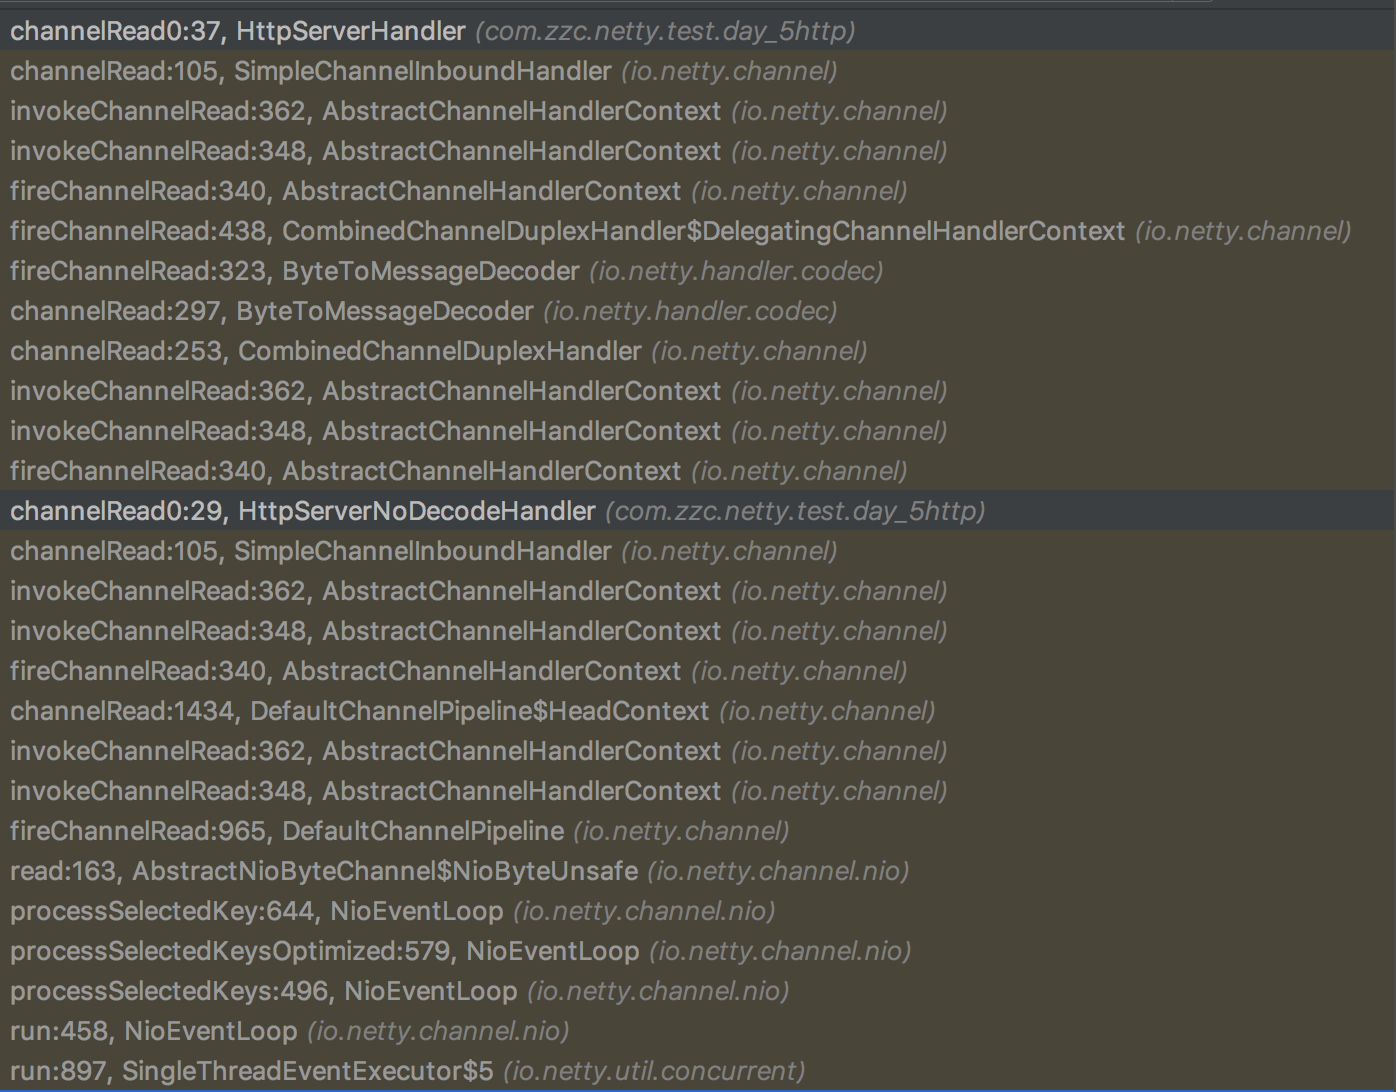 channelRead0:37, HttpServerHandler (com.zzc.netty.test.day_5http)
channelRead:105, SimpleChannelInboundHandler (io.netty.channel)
invokeChannelRead:362, AbstractChannelHandlerContext (io.netty.channel)
invokeChannelRead:348, AbstractChannelHandlerContext (io.netty.channel)
fireChannelRead:340, AbstractChannelHandlerContext (io.netty.channel)
fireChannelRead:438, CombinedChannelDuplexHandler$DelegatingChannelHandlerContext (io.netty.channel)
fireChannelRead:323, ByteToMessageDecoder (io.netty.handler.codec)
channelRead:297, ByteToMessageDecoder (io.netty.handler.codec)
channelRead:253, CombinedChannelDuplexHandler (io.netty.channel)
invokeChannelRead:362, AbstractChannelHandlerContext (io.netty.channel)
invokeChannelRead:348, AbstractChannelHandlerContext (io.netty.channel)
fireChannelRead:340, AbstractChannelHandlerContext (io.netty.channel)
channelRead0:29, HttpServerNoDecodeHandler (com.zzc.netty.test.day_5http)
channelRead:105, SimpleChannelInboundHandler (io.netty.channel)
invokeChannelRead:362, AbstractChannelHandlerContext (io.netty.channel)
invokeChannelRead:348, AbstractChannelHandlerContext (io.netty.channel)
fireChannelRead:340, AbstractChannelHandlerContext (io.netty.channel)
channelRead:1434, DefaultChannelPipeline$HeadContext (io.netty.channel)
invokeChannelRead:362, AbstractChannelHandlerContext (io.netty.channel)
invokeChannelRead:348, AbstractChannelHandlerContext (io.netty.channel)
fireChannelRead:965, DefaultChannelPipeline (io.netty.channel)
read:163, AbstractNioByteChannel$NioByteUnsafe (io.netty.channel.nio)
processSelectedKey:644, NioEventLoop (io.netty.channel.nio)
processSelectedKeysOptimized:579, NioEventLoop (io.netty.channel.nio)
processSelectedKeys:496, NioEventLoop (io.netty.channel.nio)
run:458, NioEventLoop (io.netty.channel.nio)
run:897, SingleThreadEventExecutor$5 (io.netty.util.concurrent)